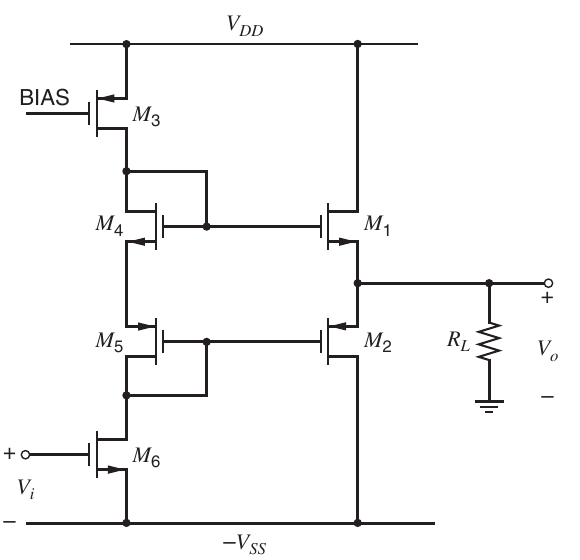 V_DD
BIAS
M_3
M_4
M_1
+
M_5
M_2
R_L
V_o
−
+
M_6
V_i
−
−V_SS